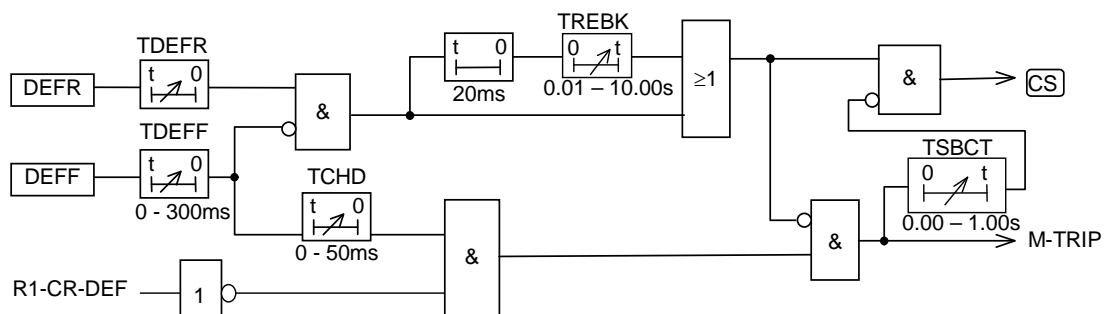 TREBK
TDEFR
t 0
0 t
DEFR
t 0
20ms
0.01 – 10.00s
≥1
&
CS
&
TDEFF
TSBCT
DEFF
t 0
TCHD
0 t
0 - 300ms
t 0
0.00 – 1.00s
0 - 50ms
&
&
M-TRIP
R1-CR-DEF
1